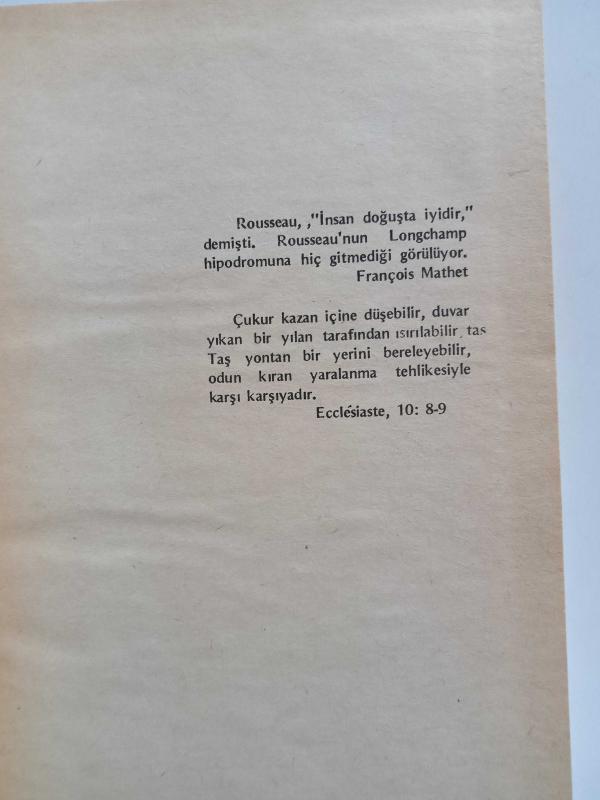 Rousseau, ,"İnsan doğuşta iyidir,"
demişti. Rousseau'nun Longchamp
hipodromuna hiç gitmediği görülüyor.
François Mathet
Çukur kazan içine düşebilir, duvar
yıkan bir yılan tarafından ısırılabilir, tas
Taş yontan bir yerini bereleyebilir,
odun kıran yaralanma tehlikesiyle
karşı karşıyadır.
Ecclésiaste, 10: 8-9